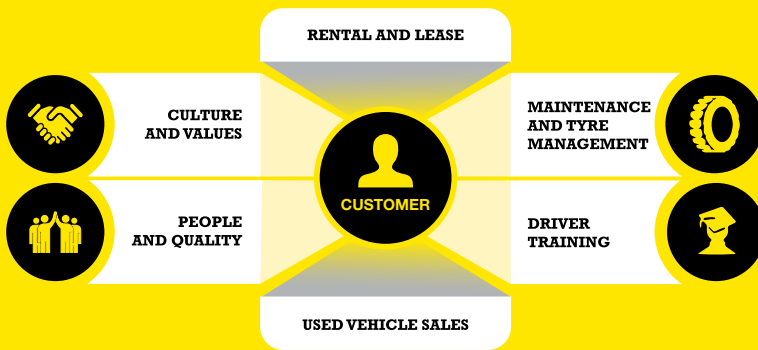 RENTAL AND LEASE
CULTURE
AND VALUES
MAINTENANCE
AND TYRE
MANAGEMENT
CUSTOMER
PEOPLE
AND QUALITY
DRIVER
TRAINING
USED VEHICLE SALES